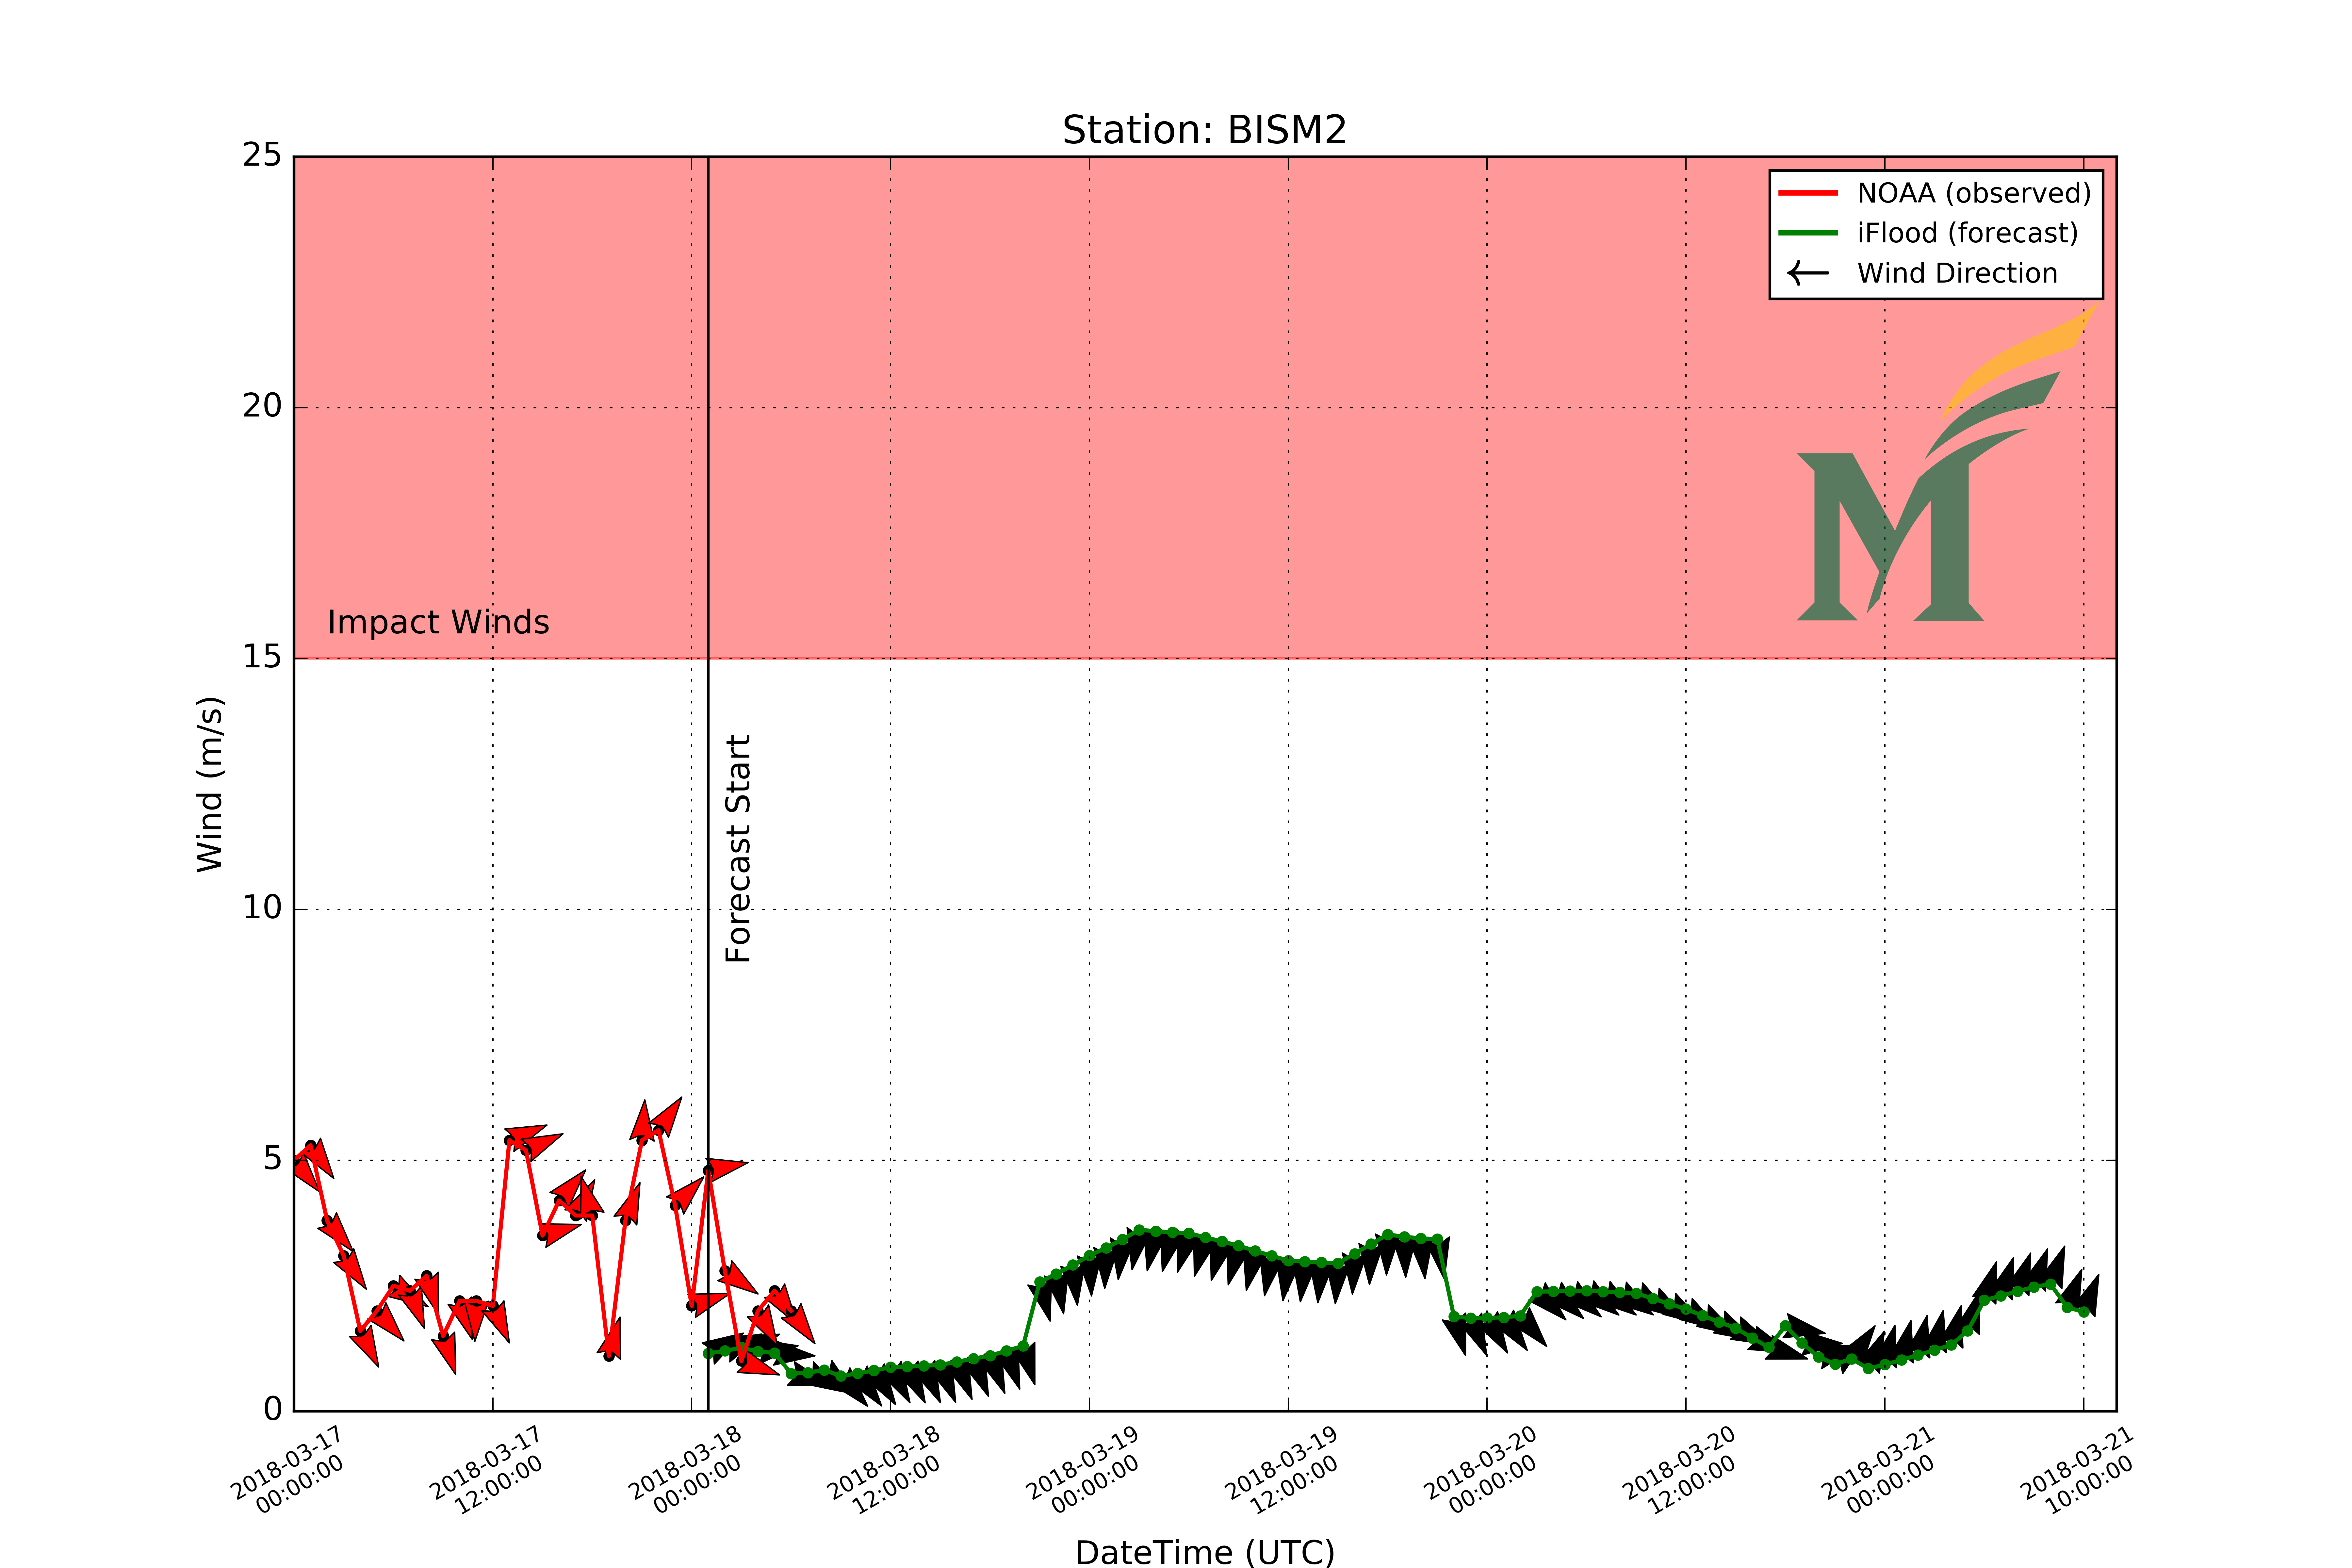 Station: BISM2
25
20
15
10
5
0
Wind (m/s)
NOAA (observed)
iFlood (forecast)
Wind Direction
M
Impact Winds
Forecast Start
2018-03-17
00:00:00
2018-03-17
12:00:00
2018-03-18
00:00:00
2018-03-18
12:00:00
2018-03-19
00:00:00
2018-03-19
12:00:00
2018-03-20
00:00:00
2018-03-20
12:00:00
2018-03-21
00:00:00
2018-03-21
10:00:00
DateTime (UTC)